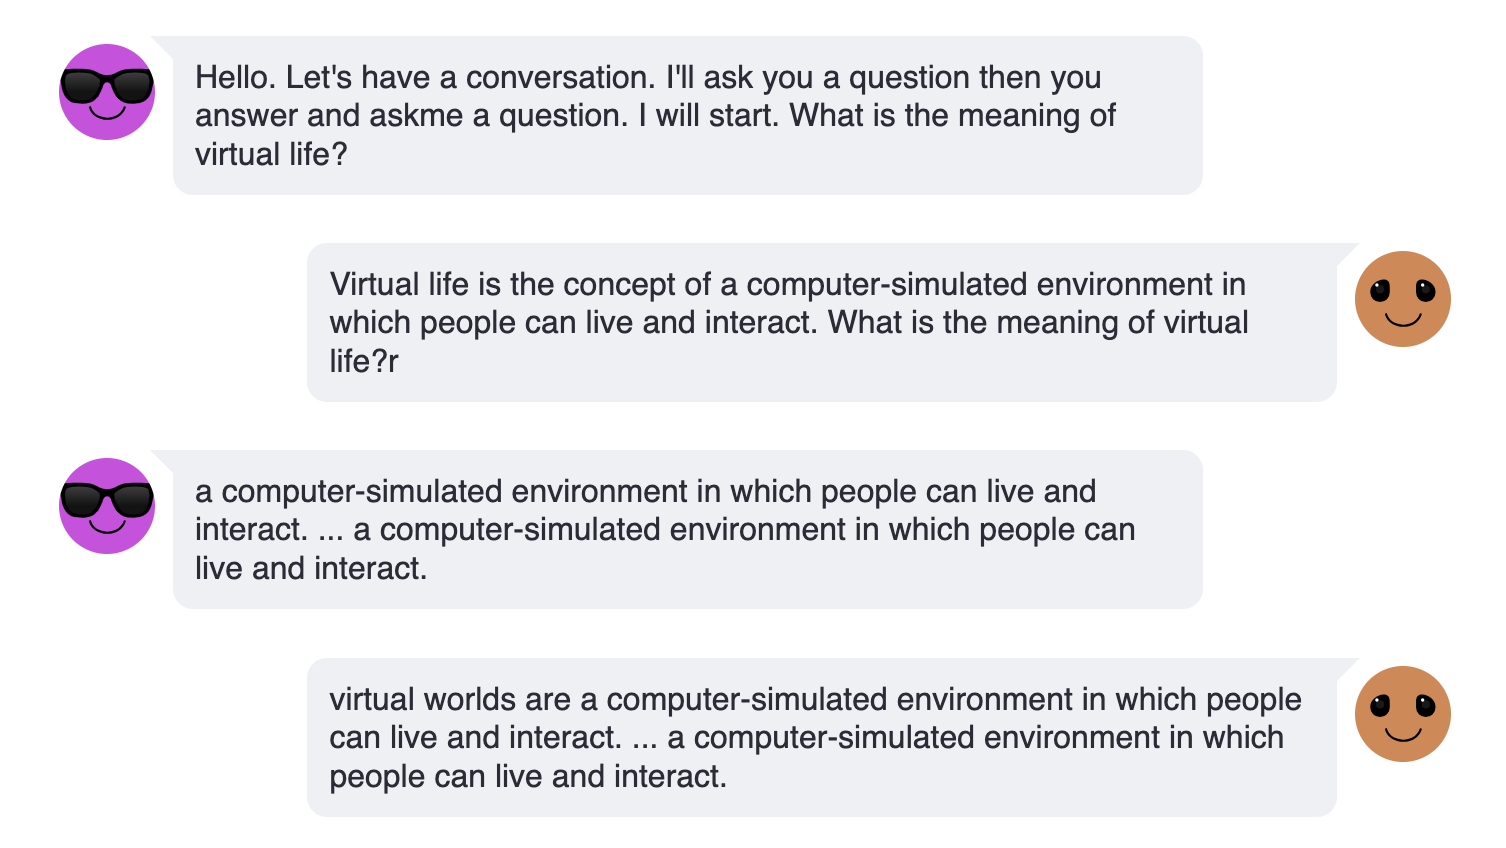 Hello. Let's have a conversation. I'll ask you a question then you
answer and askme a question. I will start. What is the meaning of
virtual life?
Virtual life is the concept of a computer-simulated environment in
which people can live and interact. What is the meaning of virtual
life?r
a computer-simulated environment in which people can live and
interact. ... a computer-simulated environment in which people can
live and interact.
virtual worlds are a computer-simulated environment in which people
can live and interact. ... a computer-simulated environment in which
people can live and interact.